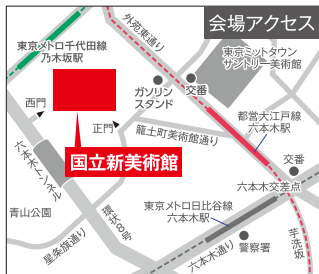 会場アクセス
外苑東通り
東京メトロ千代田線
乃木坂駅
東京ミッドタウン
サントリー美術館
ガソリン
スタンド
交番
西門
正門
都営大江戸線
六本木駅
龍土町美術館通り
国立新美術館
六本木トンネル
交番
六本木交差点
東京メトロ日比谷線
六本木駅
青山公園
環状3号
星条旗通り
六本木通り
警察署
芋洗坂